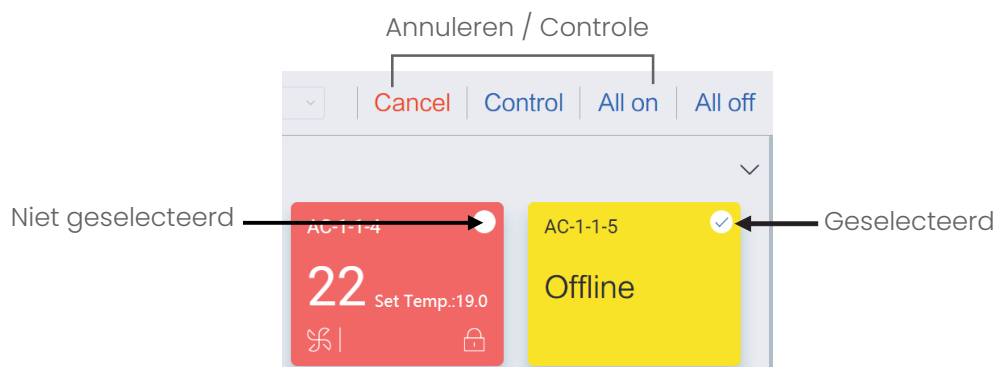 Annuleren / Controle
Cancel Control All on All off
Niet geselecteerd
AC-1-1-4
AC-1-1-5
Geselecteerd
22 Set Temp.:19.0
Offline